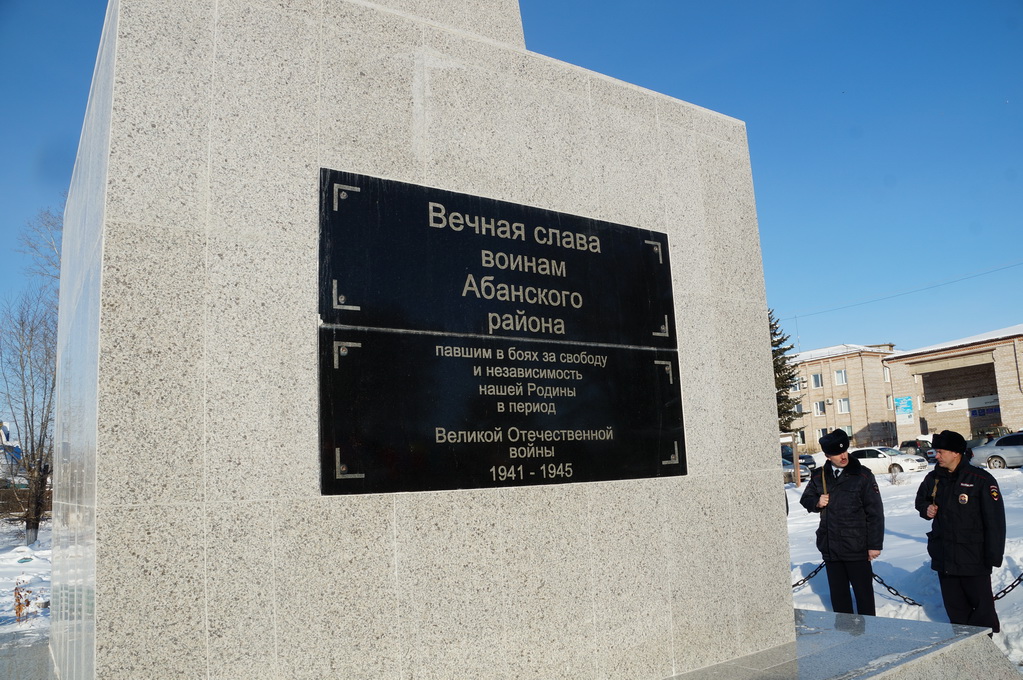 Вечная слава
воинам
Абанского
района
павшим в боях за свободу
и независимость
нашей Родины
в период
Великой Отечественной
войны
1941 - 1945